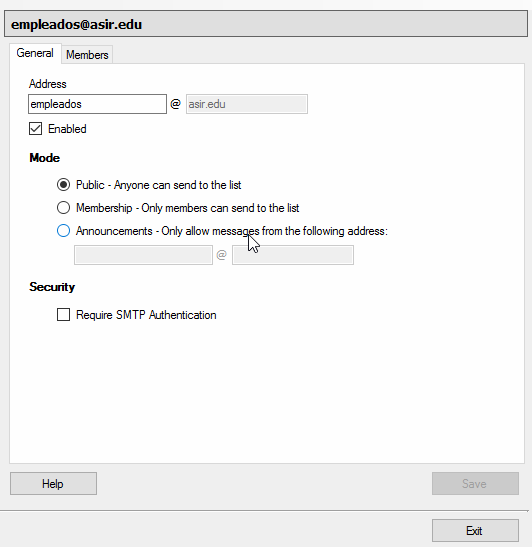 empleados@asir.edu
General Members
Address
empleados @ asir.edu
Enabled
Mode
Public - Anyone can send to the list
Membership - Only members can send to the list
Announcements - Only allow messages from the following address:
@
Security
Require SMTP Authentication
Help Save
Exit